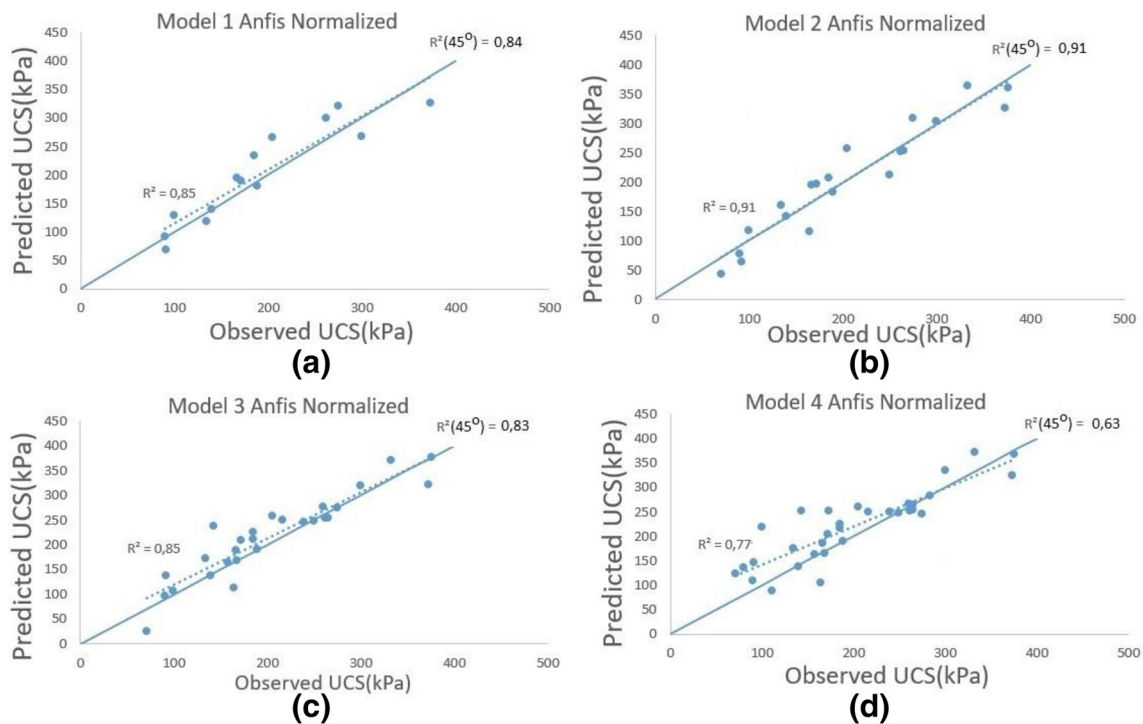 Model 1 Anfis Normalized
R²(45°) = 0,84
450
400
350
300
250
200
150
100
50
0
Predicted UCS(kPa)
R² = 0,85
0 100 200 300 400 500
Observed UCS(kPa)
(a)
Model 2 Anfis Normalized
R²(45°) = 0,91
450
400
350
300
250
200
150
100
50
0
Predicted UCS(kPa)
R² = 0,91
0 100 200 300 400 500
Observed UCS(kPa)
(b)
Model 3 Anfis Normalized
R²(45°) = 0,83
450
400
350
300
250
200
150
100
50
0
Predicted UCS(kPa)
R² = 0,85
0 100 200 300 400 500
Observed UCS(kPa)
(c)
Model 4 Anfis Normalized
R²(45°) = 0,63
450
400
350
300
250
200
150
100
50
0
Predicted UCS(kPa)
R² = 0,77
0 100 200 300 400 500
Observed UCS(kPa)
(d)